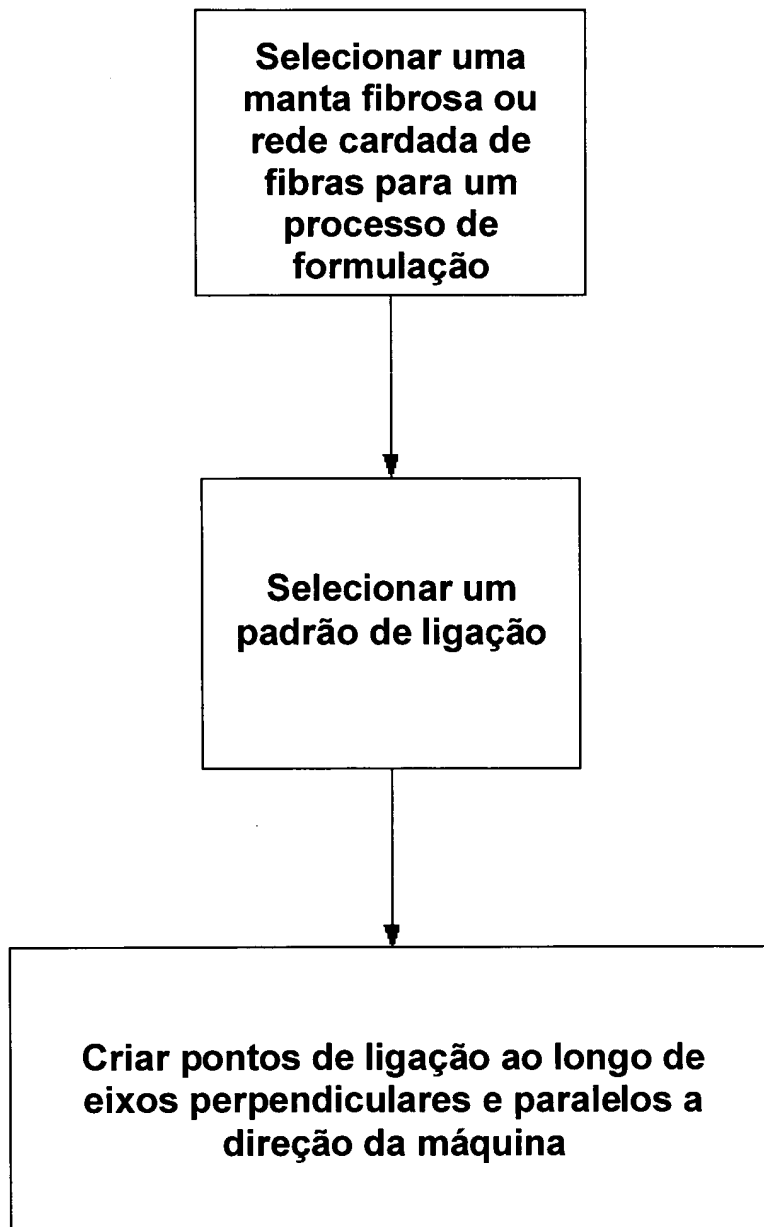 Selecionar uma
manta fibrosa ou
rede cardada de
fibras para um
processo de
formulação
Selecionar um
padrão de ligação
Criar pontos de ligação ao longo de
eixos perpendiculares e paralelos a
direção da máquina